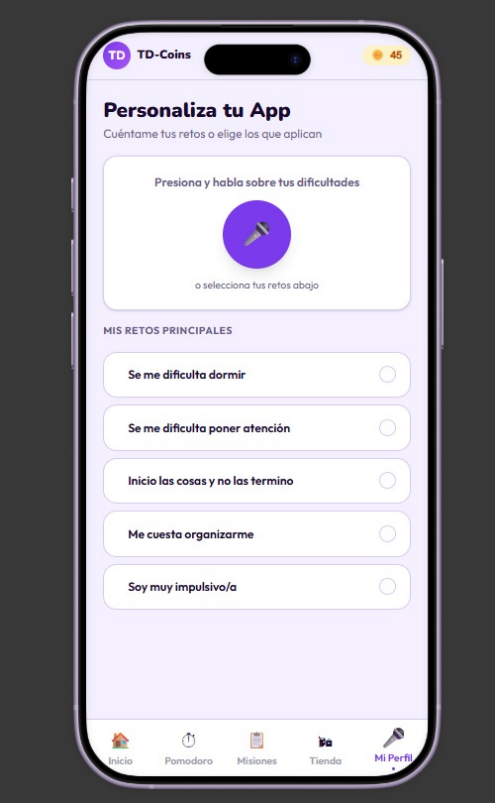 TD
TD-Coins
45
Personaliza tu App
Cuéntame tus retos o elige los que aplican
Presiona y habla sobre tus dificultades
o selecciona tus retos abajo
MIS RETOS PRINCIPALES
Se me dificulta dormir
Se me dificulta poner atención
Inicio las cosas y no las termino
Me cuesta organizarme
Soy muy impulsivo/a
Inicio
Pomodoro
Misiones
Tienda
Mi Perfil